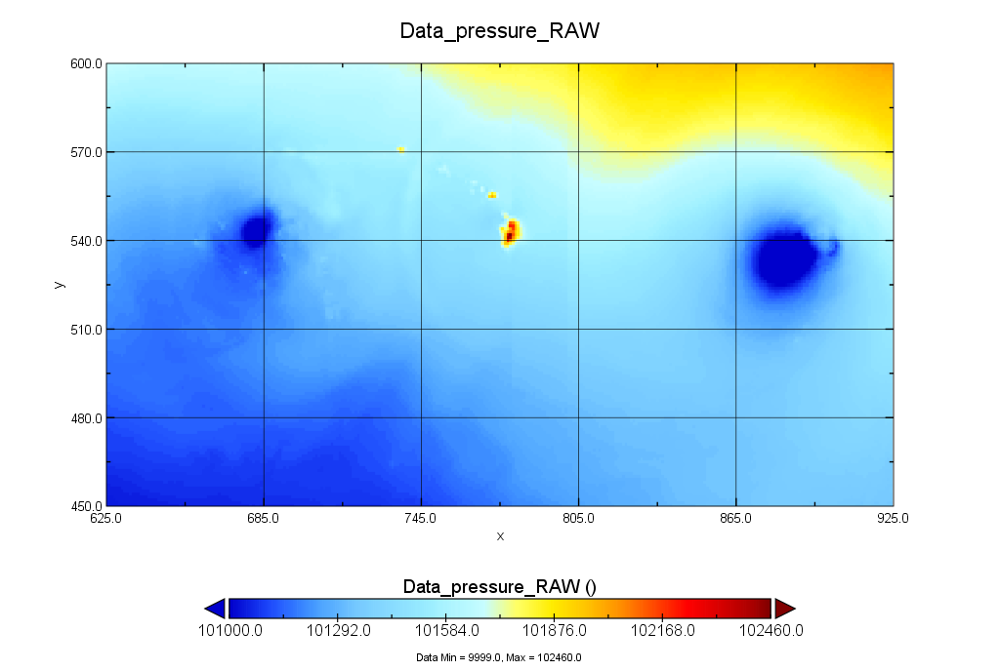 Data_pressure_RAW
600.0
570.0
540.0
y
510.0
480.0
450.0
625.0 685.0 745.0 805.0 865.0 925.0
x
Data_pressure_RAW ()
101000.0 101292.0 101584.0 101876.0 102168.0 102460.0
Data Min = 9999.0, Max = 102460.0